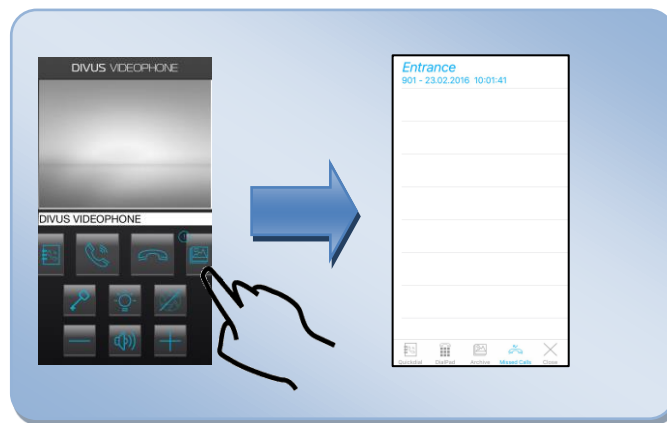 DIVUS VIDEOPHONE
DIVUS VIDEOPHONE
Entrance
901 - 23.02.2016 10:01:41
Quickdial DialPad Archive Missed Calls Close